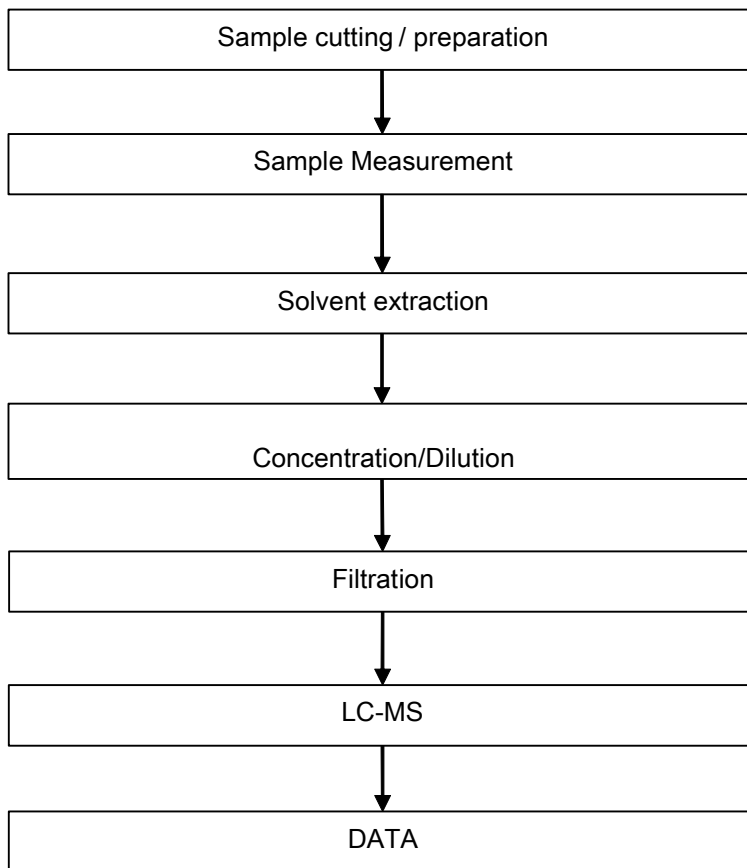 Sample cutting / preparation
Sample Measurement
Solvent extraction
Concentration/Dilution
Filtration
LC-MS
DATA